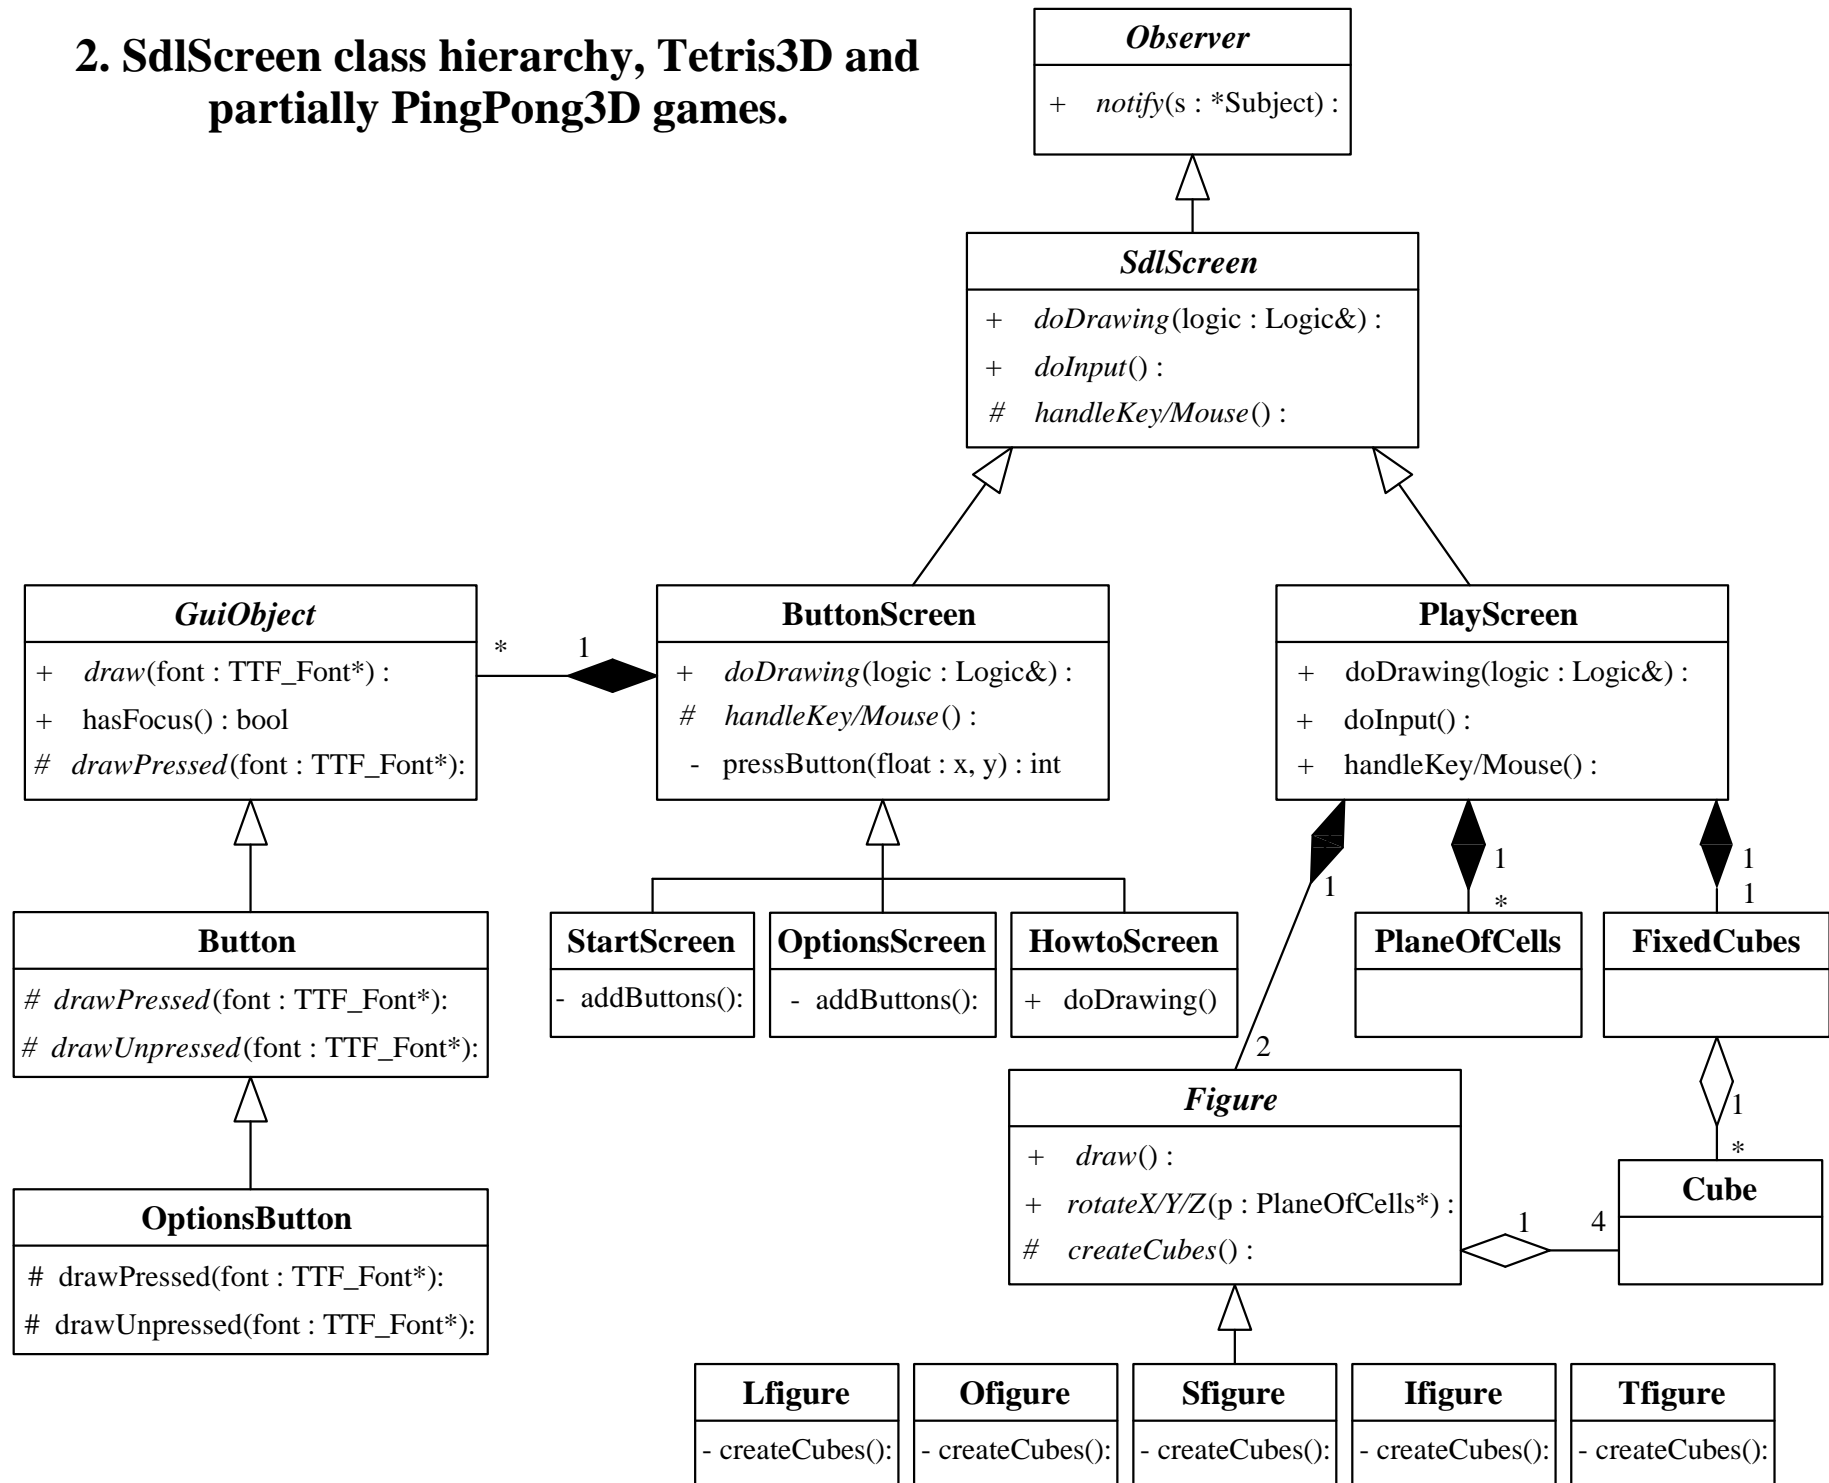 2. SdlScreen class hierarchy, Tetris3D and
partially PingPong3D games.
Observer
+ notify(s : *Subject) :
SdlScreen
+ doDrawing(logic : Logic&) :
+ doInput() :
# handleKey/Mouse() :
GuiObject
+ draw(font : TTF_Font*) :
+ hasFocus() : bool
# drawPressed(font : TTF_Font*):
* 1
ButtonScreen
+ doDrawing(logic : Logic&) :
# handleKey/Mouse() :
- pressButton(float : x, y) : int
PlayScreen
+ doDrawing(logic : Logic&) :
+ doInput() :
+ handleKey/Mouse() :
1
2
1
*
1
1
Button
# drawPressed(font : TTF_Font*):
# drawUnpressed(font : TTF_Font*):
StartScreen
- addButtons():
OptionsScreen
- addButtons():
HowtoScreen
+ doDrawing()
PlaneOfCells
FixedCubes
1
*
OptionsButton
# drawPressed(font : TTF_Font*):
# drawUnpressed(font : TTF_Font*):
Figure
+ draw() :
+ rotateX/Y/Z(p : PlaneOfCells*) :
# createCubes() :
1 4
Cube
Lfigure
- createCubes():
Ofigure
- createCubes():
Sfigure
- createCubes():
Ifigure
- createCubes():
Tfigure
- createCubes():